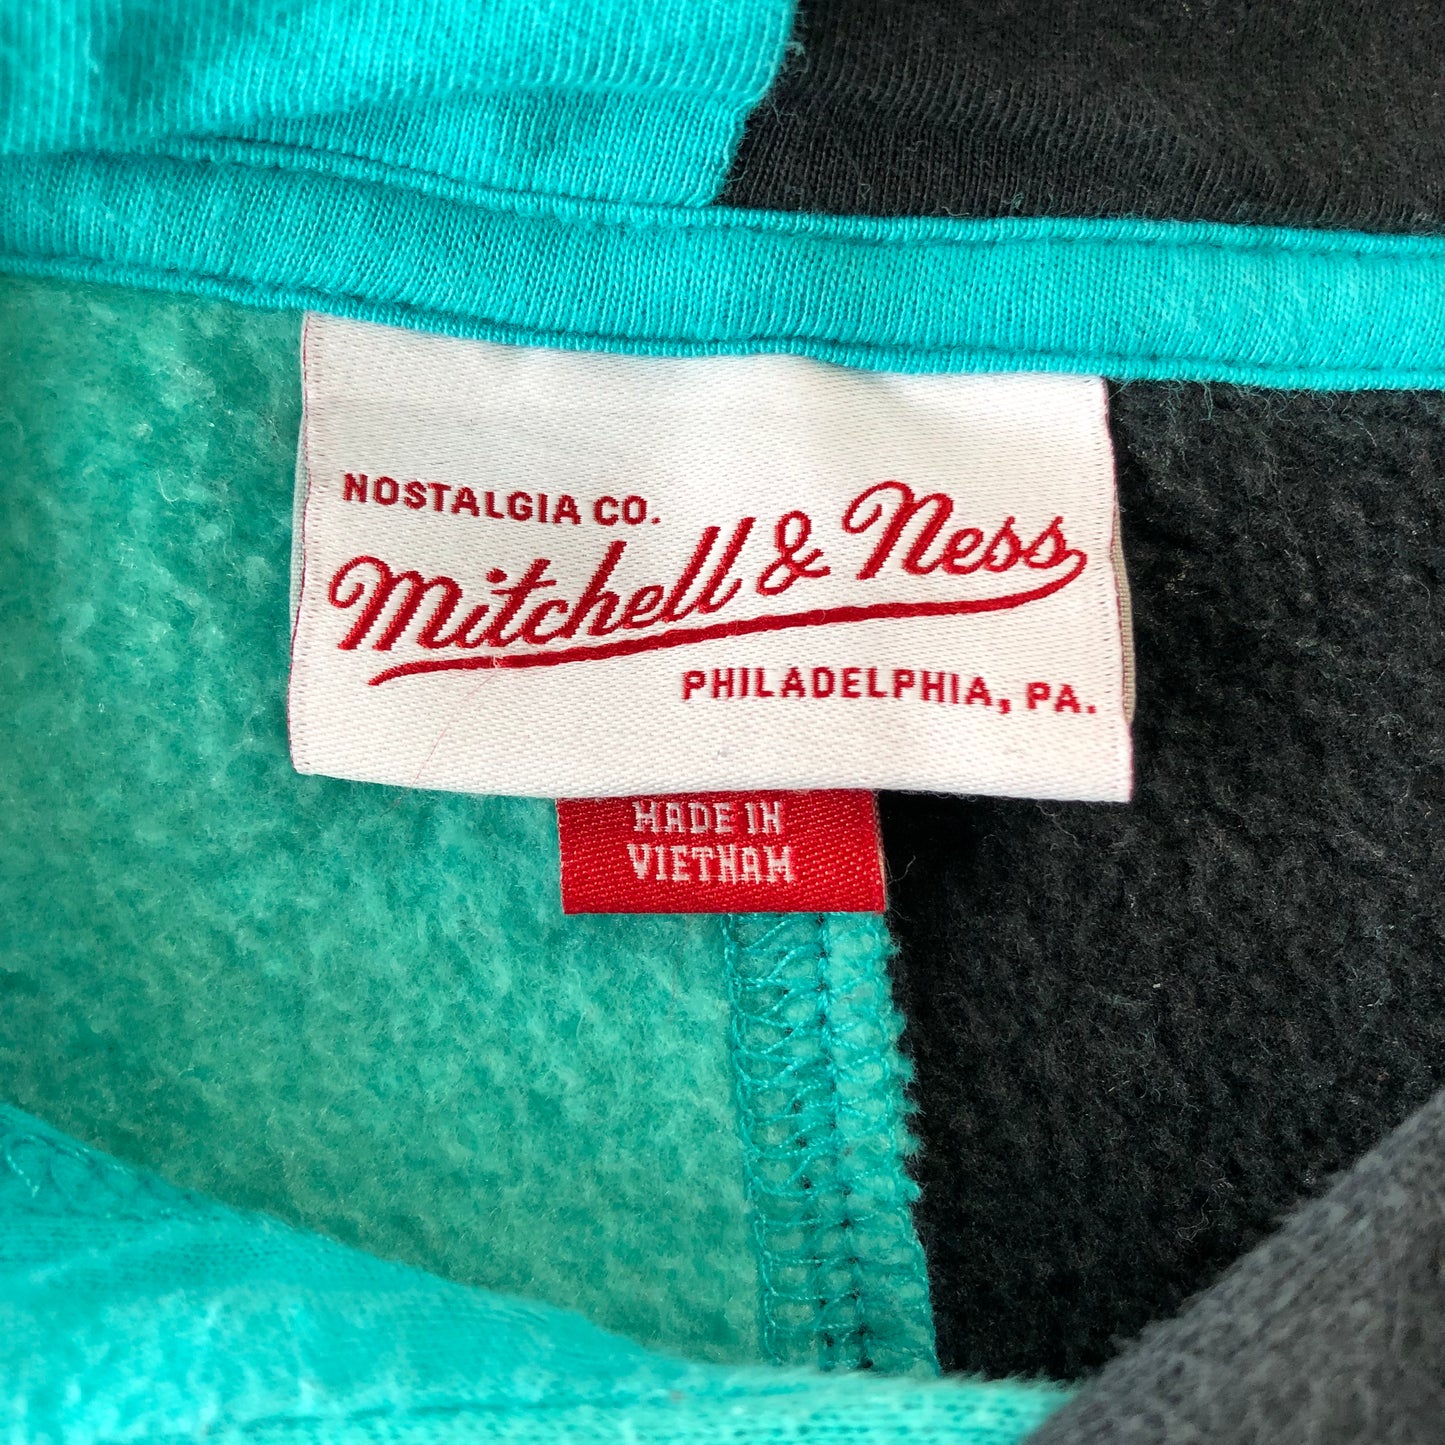 NOSTALGIA CO.
Mitchell & Ness
PHILADELPHIA, PA.
MADE IN
VIETNAM